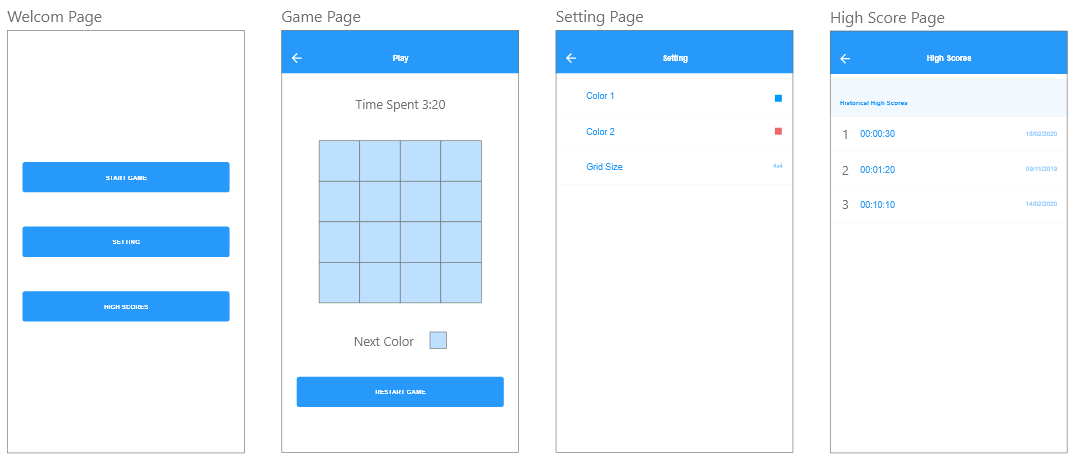 Welcom Page
START GAME
SETTING
HIGH SCORES
Game Page
Play
Time Spent 3:20
Next Color
RESTART GAME
Setting Page
Setting
Color 1
Color 2
Grid Size 4x4
High Score Page
High Scores
Historical High Scores
1 00:00:30 18/02/2020
2 00:01:20 09/11/2019
3 00:10:10 14/02/2020